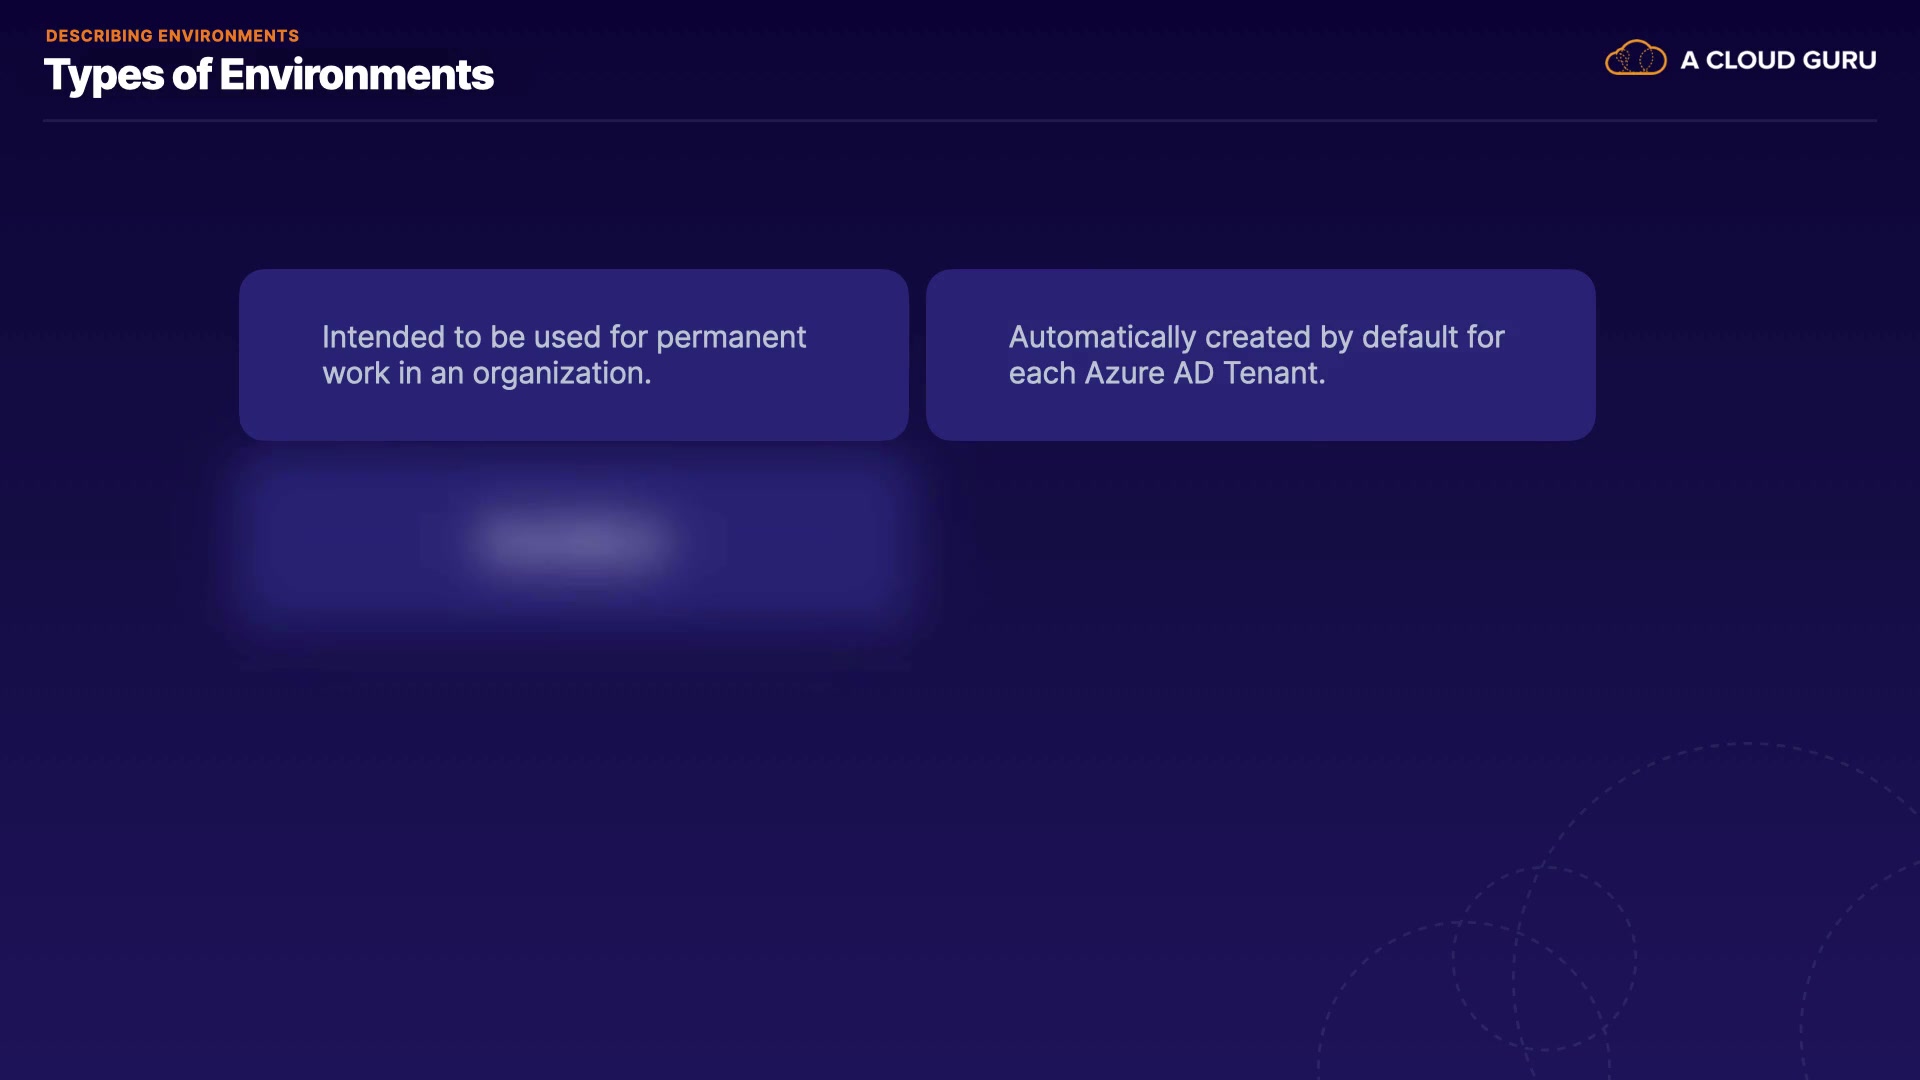 DESCRIBING ENVIRONMENTS
Types of Environments
A CLOUD GURU
Intended to be used for permanent
work in an organization.
Automatically created by default for
each Azure AD Tenant.